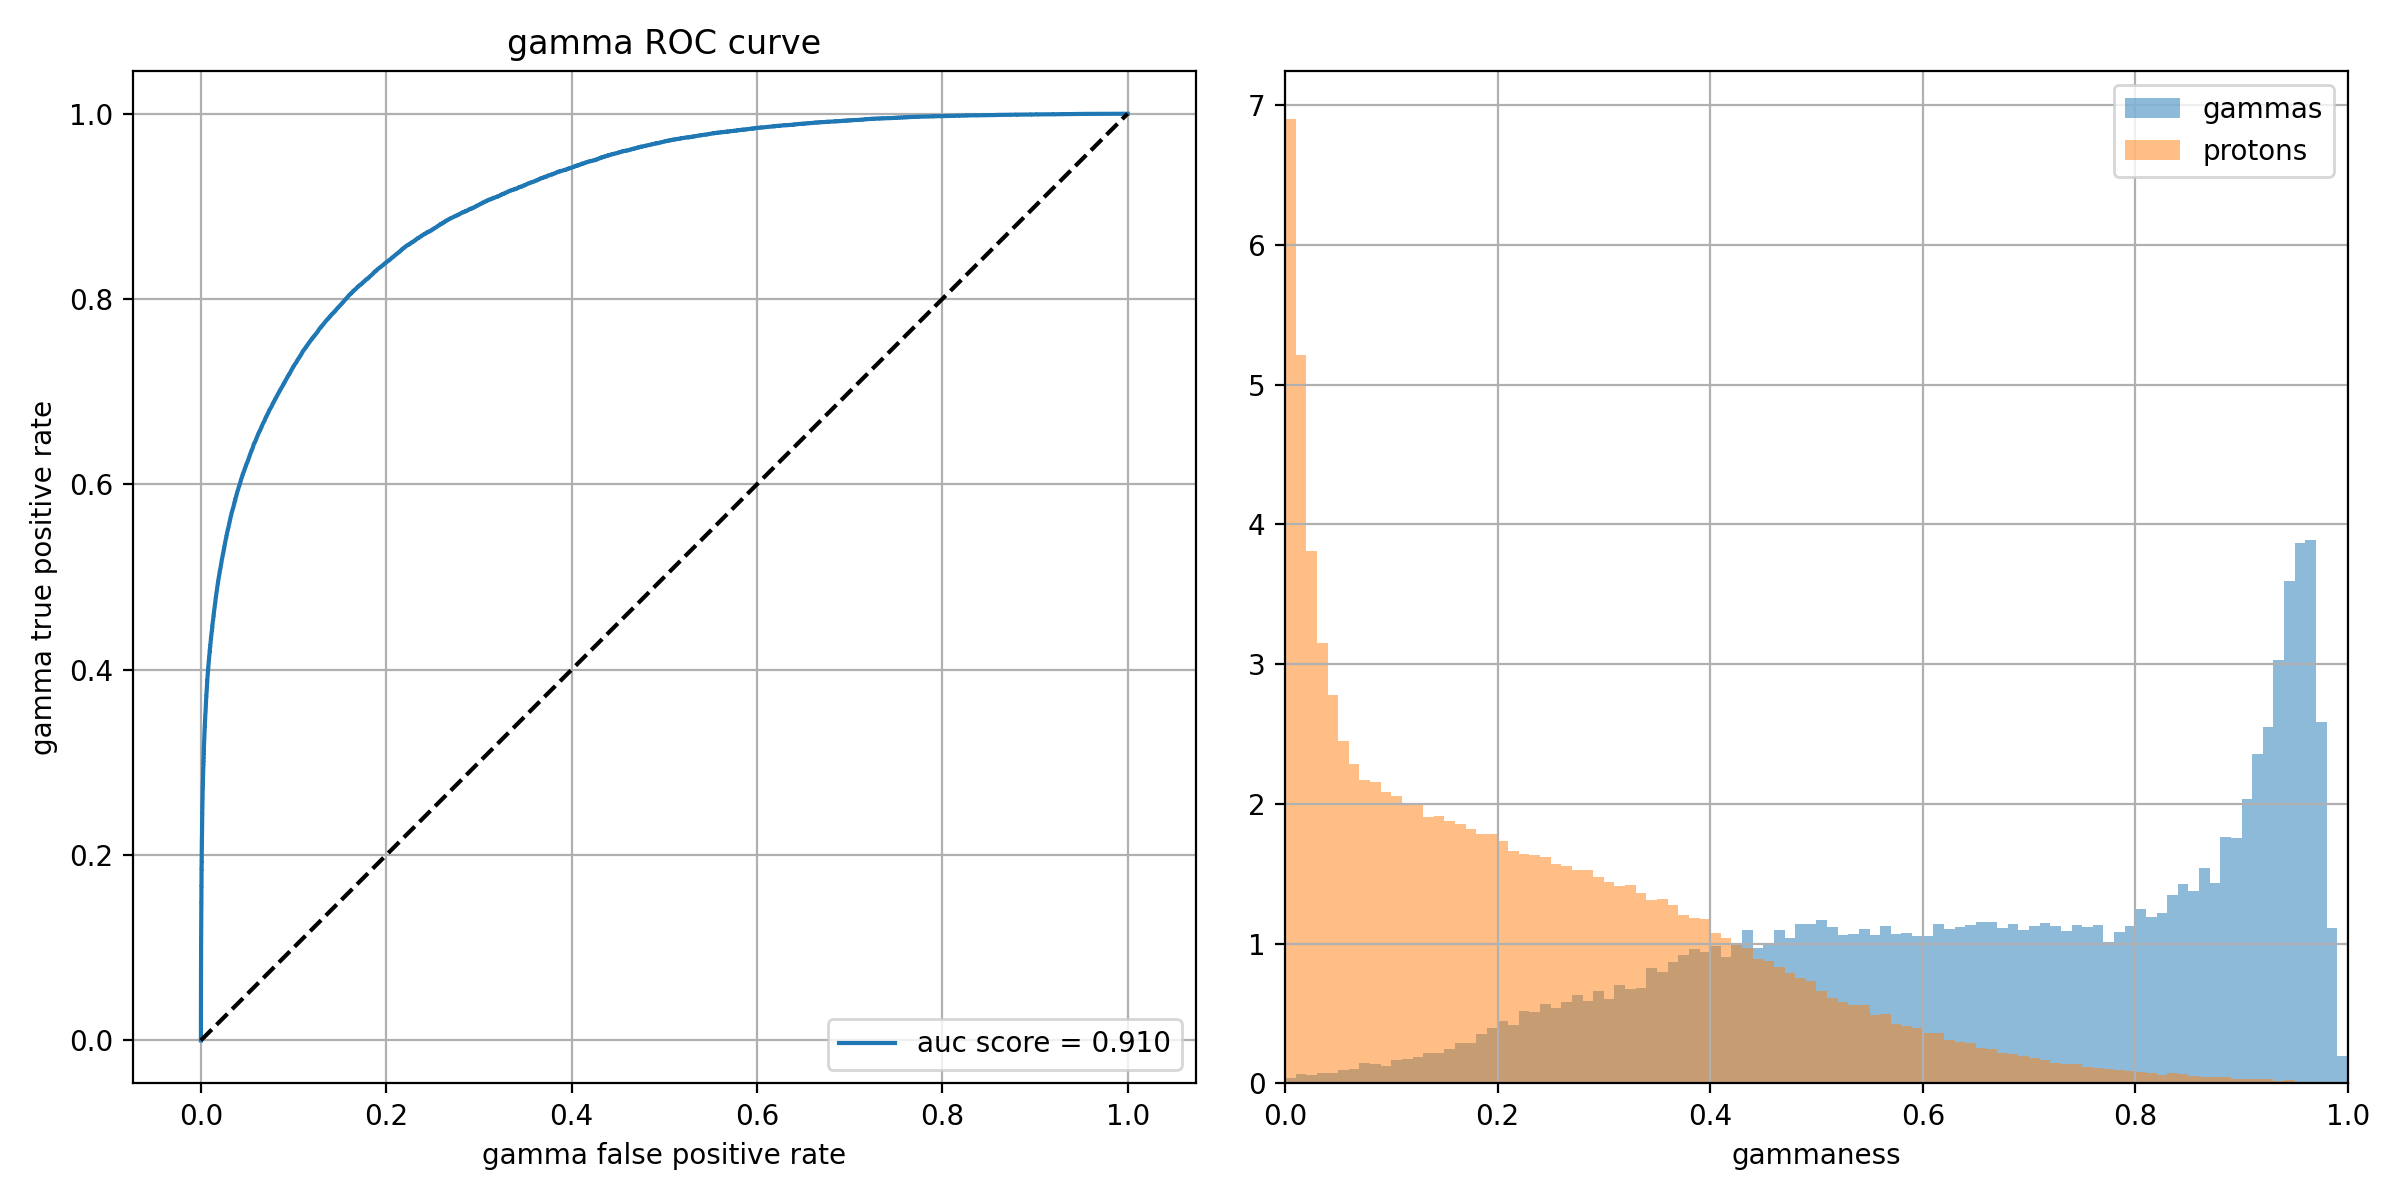 gamma ROC curve
1.0
0.8
0.6
0.4
0.2
0.0
gamma true positive rate
auc score = 0.910
0.0 0.2 0.4 0.6 0.8 1.0
gamma false positive rate
7
6
5
4
3
2
1
0
gammas
protons
0.0 0.2 0.4 0.6 0.8 1.0
gammaness